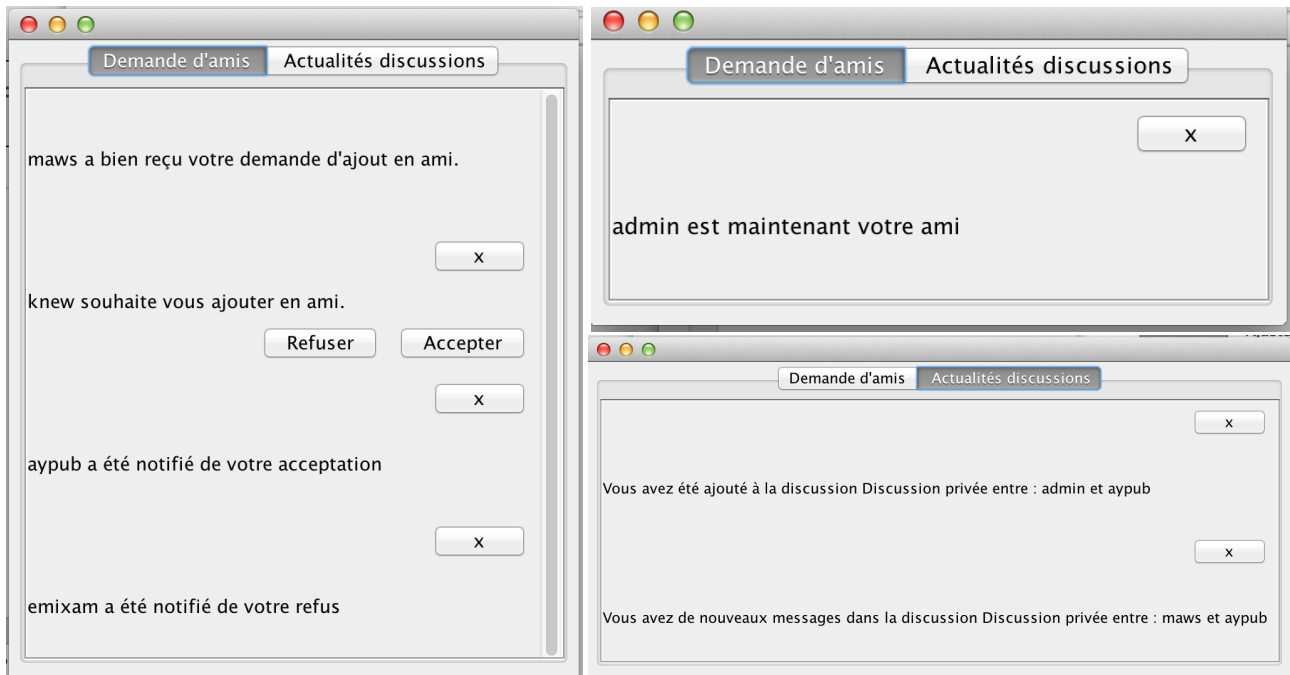 Demande d'amis Actualités discussions
maws a bien reçu votre demande d'ajout en ami.
x
knew souhaite vous ajouter en ami.
Refuser Accepter
x
aypub a été notifié de votre acceptation
x
emixam a été notifié de votre refus
Demande d'amis Actualités discussions
x
admin est maintenant votre ami
Demande d'amis Actualités discussions
x
Vous avez été ajouté à la discussion Discussion privée entre : admin et aypub
x
Vous avez de nouveaux messages dans la discussion Discussion privée entre : maws et aypub